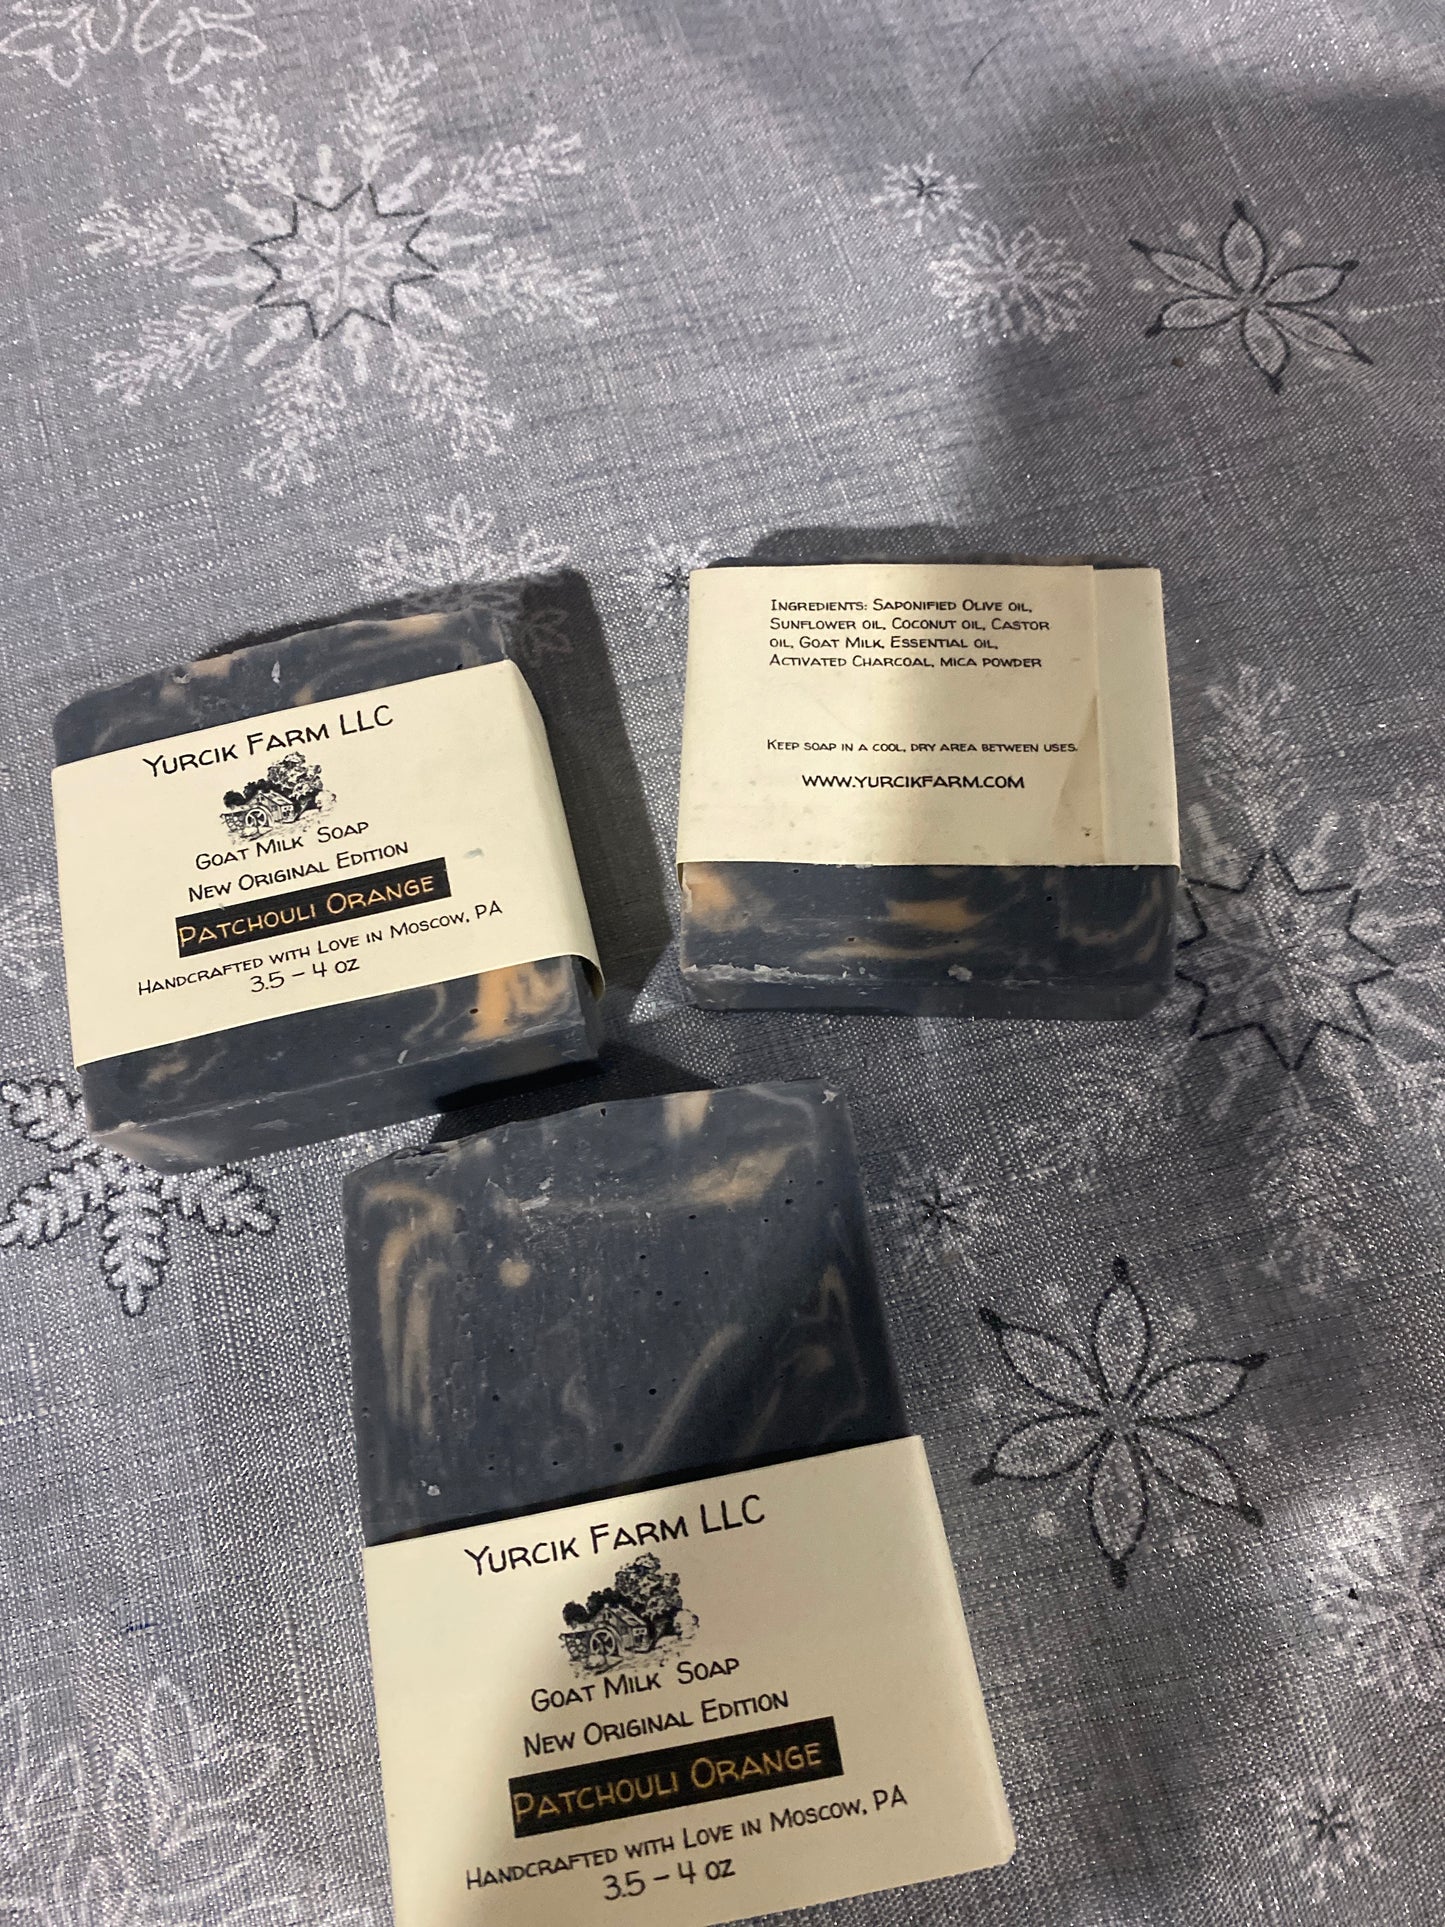 Yurcik Farm LLC
Goat Milk Soap
New Original Edition
Patchouli Orange
Handcrafted with Love in Moscow, PA
3.5 – 4 oz
Ingredients: Saponified Olive oil,
Sunflower oil, Coconut oil, Castor
oil, Goat Milk, Essential oil,
Activated Charcoal, mica powder
Keep soap in a cool, dry area between uses.
www.yurcikfarm.com
Yurcik Farm LLC
Goat Milk Soap
New Original Edition
Patchouli Orange
Handcrafted with Love in Moscow, PA
3.5 – 4 oz